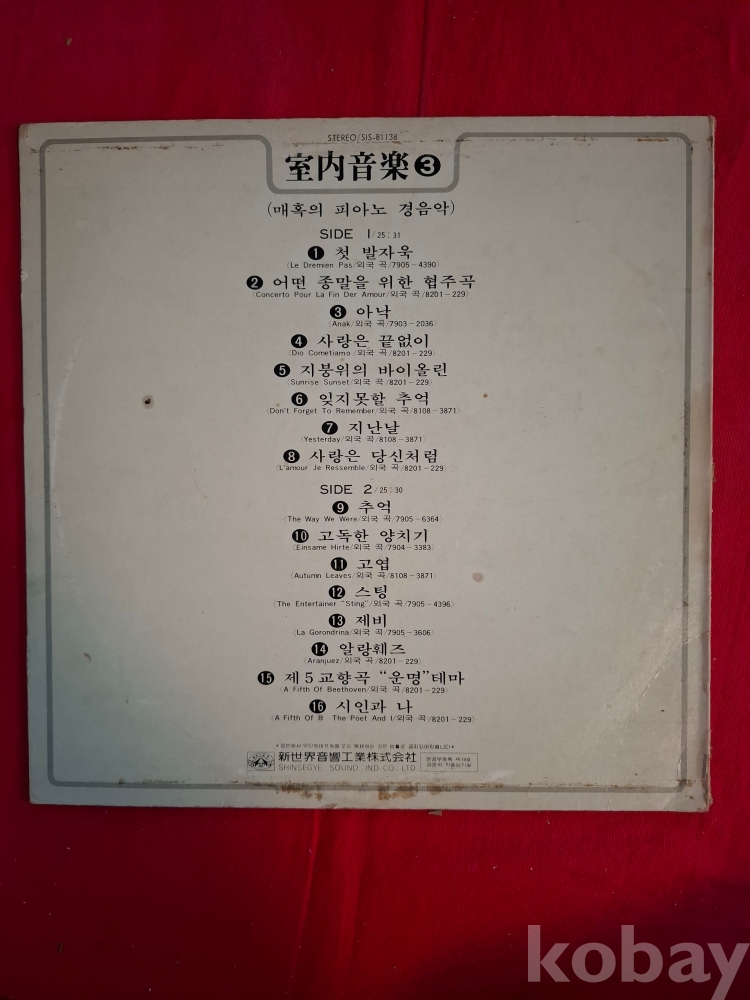 STEREO/SIS-81138
室内音楽❸
(매혹의 피아노 경음악)
SIDE 1/25:31
❶ 첫 발자욱
(Le Dremien Pas/외국 곡/7905-4390)
❷ 어떤 종말을 위한 협주곡
(Concerto Pour La Fin Der Amour/외국 곡/8201-229)
❸ 아낙
(Anak/외국 곡/7903-2036)
❹ 사랑은 끝없이
(Dio Cometiamo/외국 곡/8201-229)
❺ 지붕위의 바이올린
(Sunrise Sunset/외국 곡/8201-229)
❻ 잊지못할 추억
(Don't Forget To Remember/외국 곡/8108-3871)
❼ 지난날
(Yesterday/외국 곡/8108-3871)
❽ 사랑은 당신처럼
(L'amour Je Ressemble/외국 곡/8201-229)
SIDE 2/25:30
❾ 추억
(The Way We Were/외국 곡/7905-6364)
❿ 고독한 양치기
(Einsame Hirte/외국 곡/7904-3383)
⓫ 고엽
(Autumn Leaves/외국 곡/8108-3871)
⓬ 스팅
(The Entertainer "Sting"/외국 곡/7905-4396)
⓭ 제비
(La Gorondrina/외국 곡/7905-3606)
⓮ 알랑훼즈
(Aranjuez/외국 곡/8201-229)
⓯ 제5교향곡 "운명"테마
(A Fifth Of Beethoven/외국 곡/8201-229)
⓰ 시인과 나
(A Fifth Of B The Poet And I/외국 곡/8201-229)
新世界音響工業株式会社
SHINSEGYE SOUND IND CO., LTD
kobay